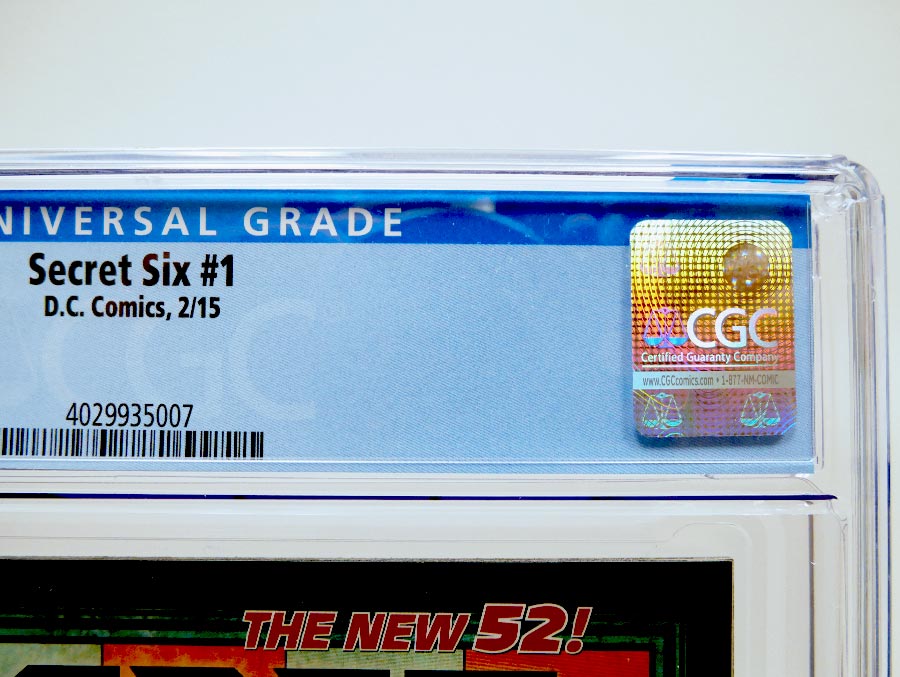 NIVERSAL GRADE
Secret Six #1
D.C. Comics, 2/15
4029935007
CGC
Certified Guaranty Company
www.CGCcomics.com • 1-877-NM-COMIC
THE NEW 52!